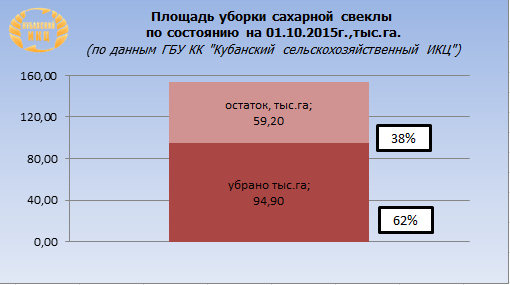 КУБАНСКИЙ
ИКЦ
Площадь уборки сахарной свеклы
по состоянию на 01.10.2015г.,тыс.га.
(по данным ГБУ КК "Кубанский сельскохозяйственный ИКЦ")
160,00
120,00
80,00
40,00
0,00
остаток, тыс.га;
59,20
38%
убрано тыс.га;
94,90
62%